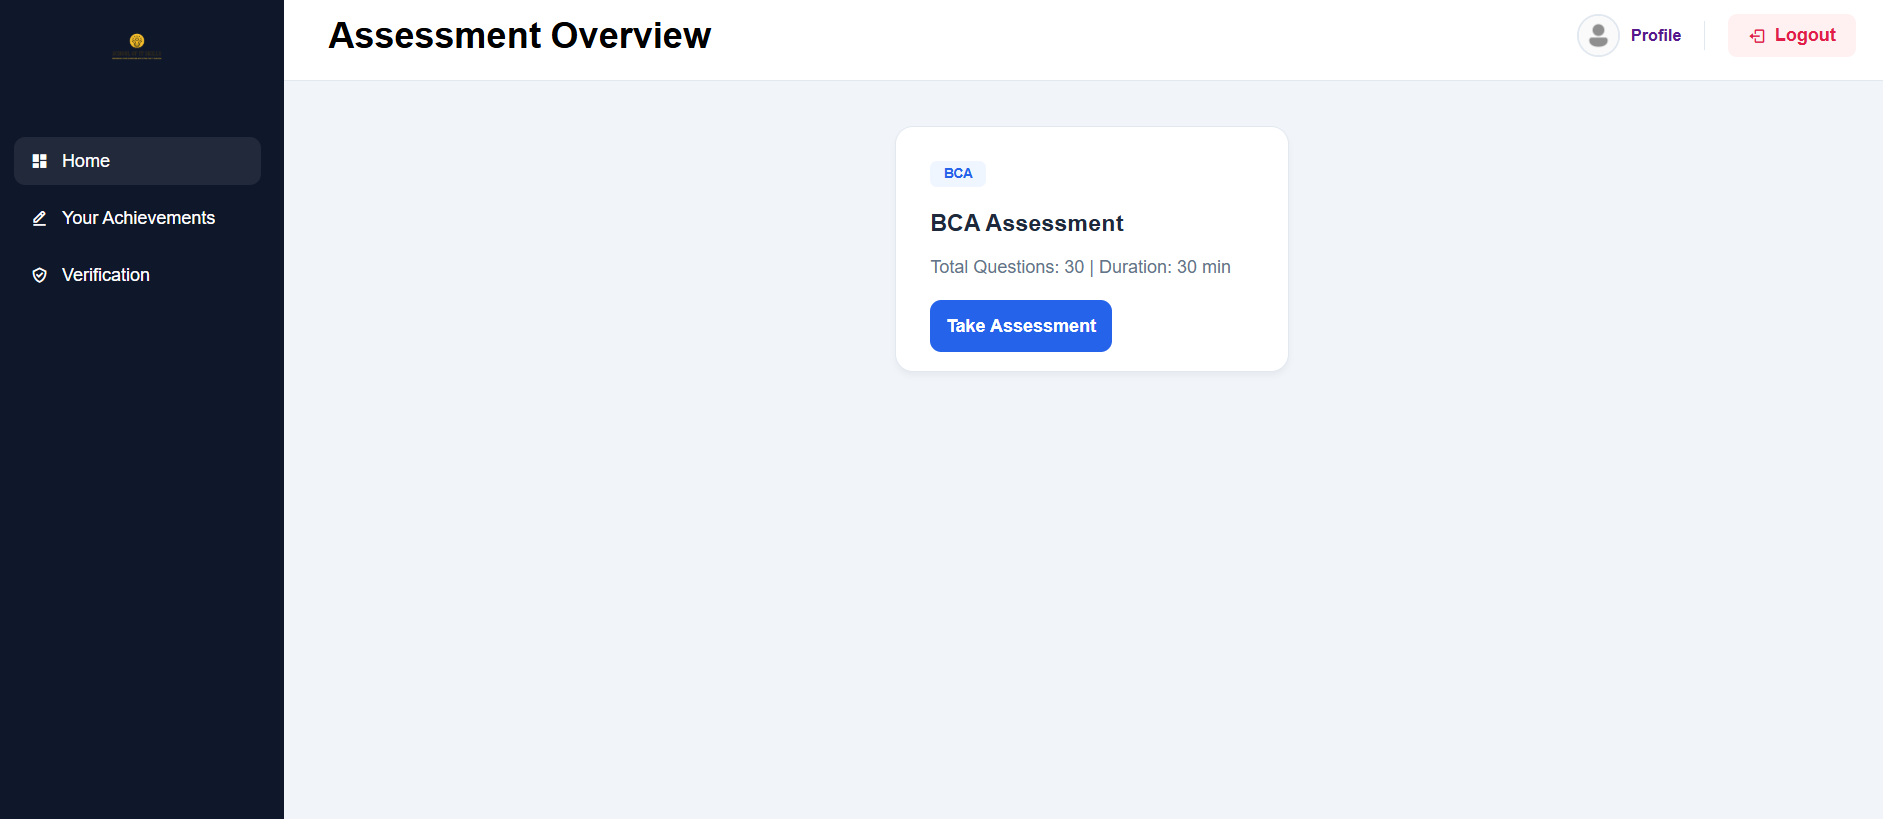 Assessment Overview
Profile
Logout
Home
Your Achievements
Verification
BCA
BCA Assessment
Total Questions: 30 | Duration: 30 min
Take Assessment